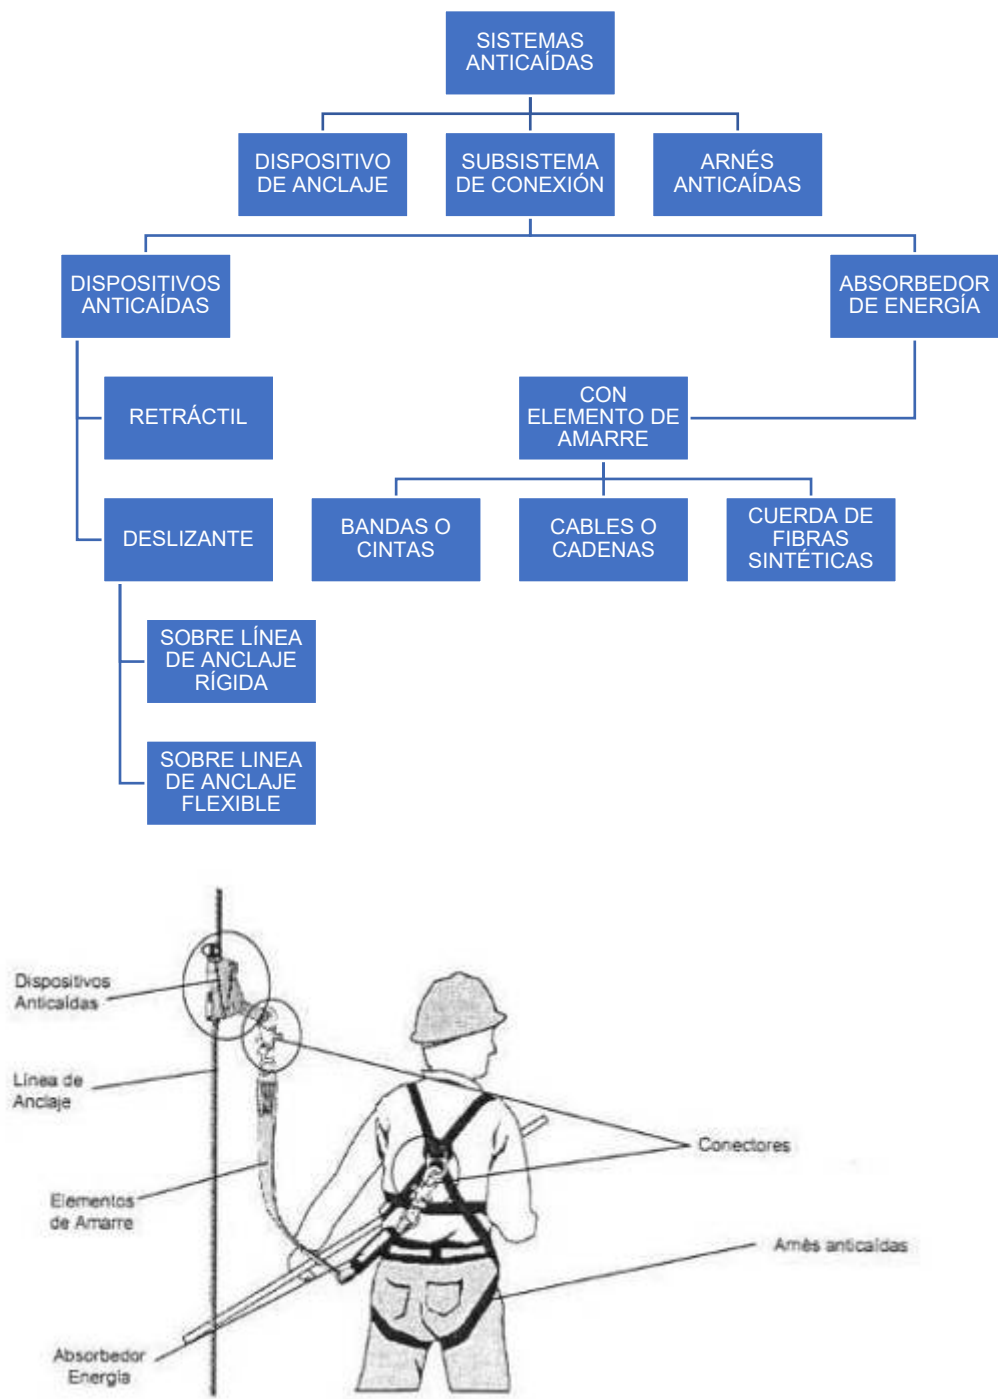 SISTEMAS
ANTICAÍDAS
DISPOSITIVO
DE ANCLAJE
SUBSISTEMA
DE CONEXIÓN
ARNÉS
ANTICAÍDAS
DISPOSITIVOS
ANTICAÍDAS
ABSORBEDOR
DE ENERGÍA
RETRÁCTIL
CON
ELEMENTO DE
AMARRE
DESLIZANTE
BANDAS O
CINTAS
CABLES O
CADENAS
CUERDA DE
FIBRAS
SINTÉTICAS
SOBRE LÍNEA
DE ANCLAJE
RÍGIDA
SOBRE LINEA
DE ANCLAJE
FLEXIBLE
Dispositivos
Anticaídas
Línea de
Anclaje
Conectores
Elementos
de Amarre
Arnês anticaídas
Absorbedor
Energía